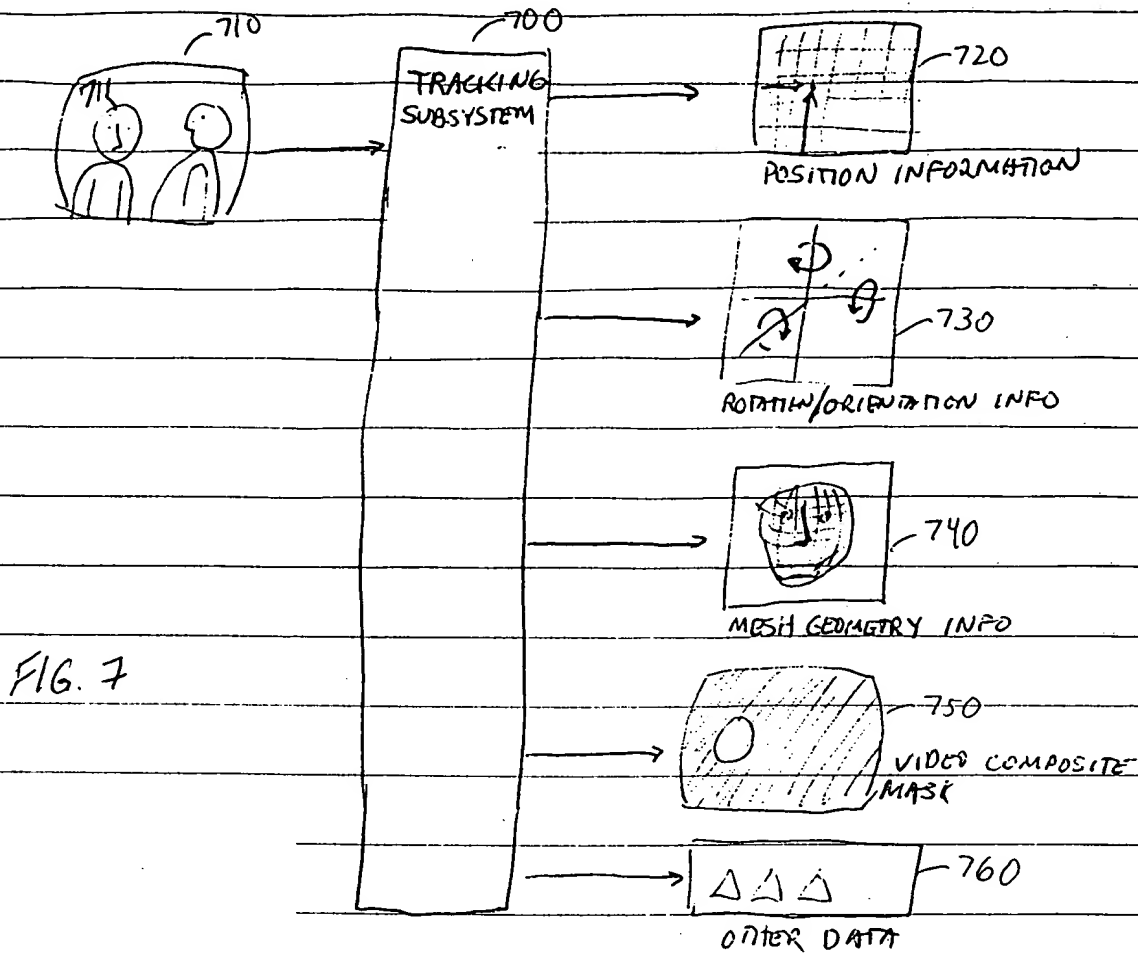 710
700
711
TRACKING
SUBSYSTEM
720
POSITION INFORMATION
730
ROTATION/ORIENTATION INFO
740
MESH GEOMETRY INFO
FIG. 7
750
VIDEO COMPOSITE
MASK
760
OTHER DATA